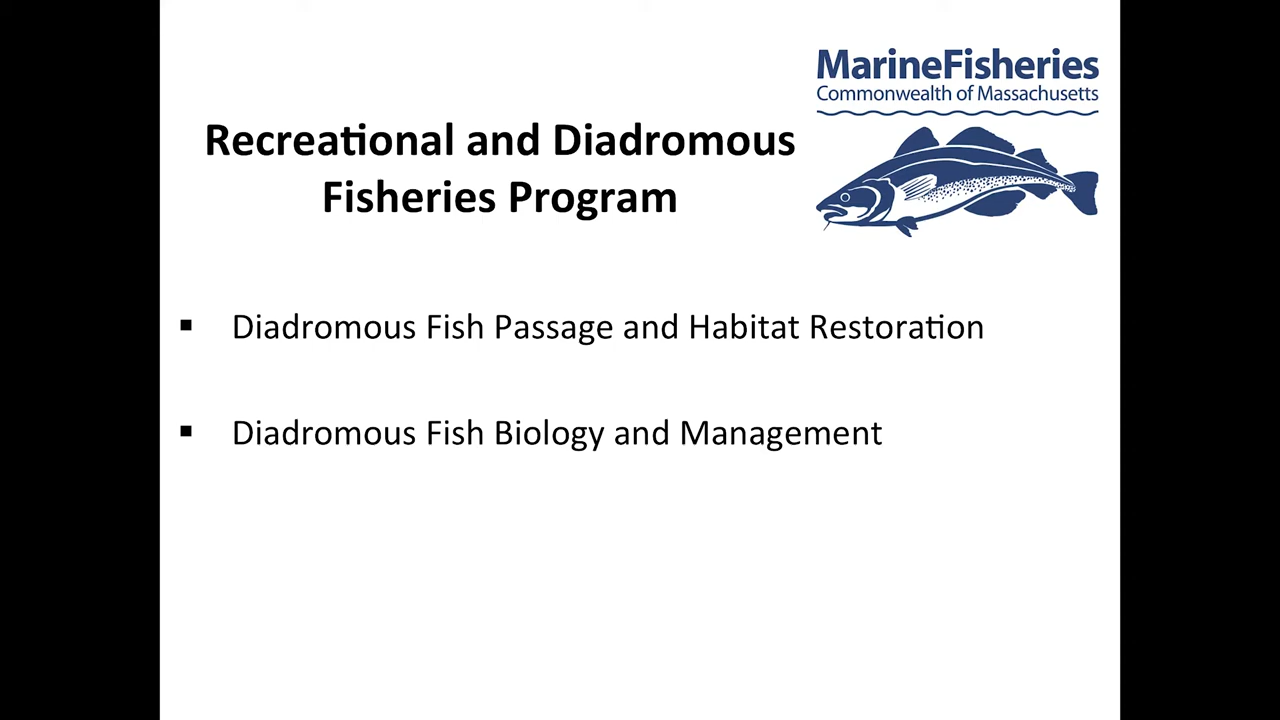 MarineFisheries
Commonwealth of Massachusetts
Recreational and Diadromous
Fisheries Program
▪ Diadromous Fish Passage and Habitat Restoration
▪ Diadromous Fish Biology and Management